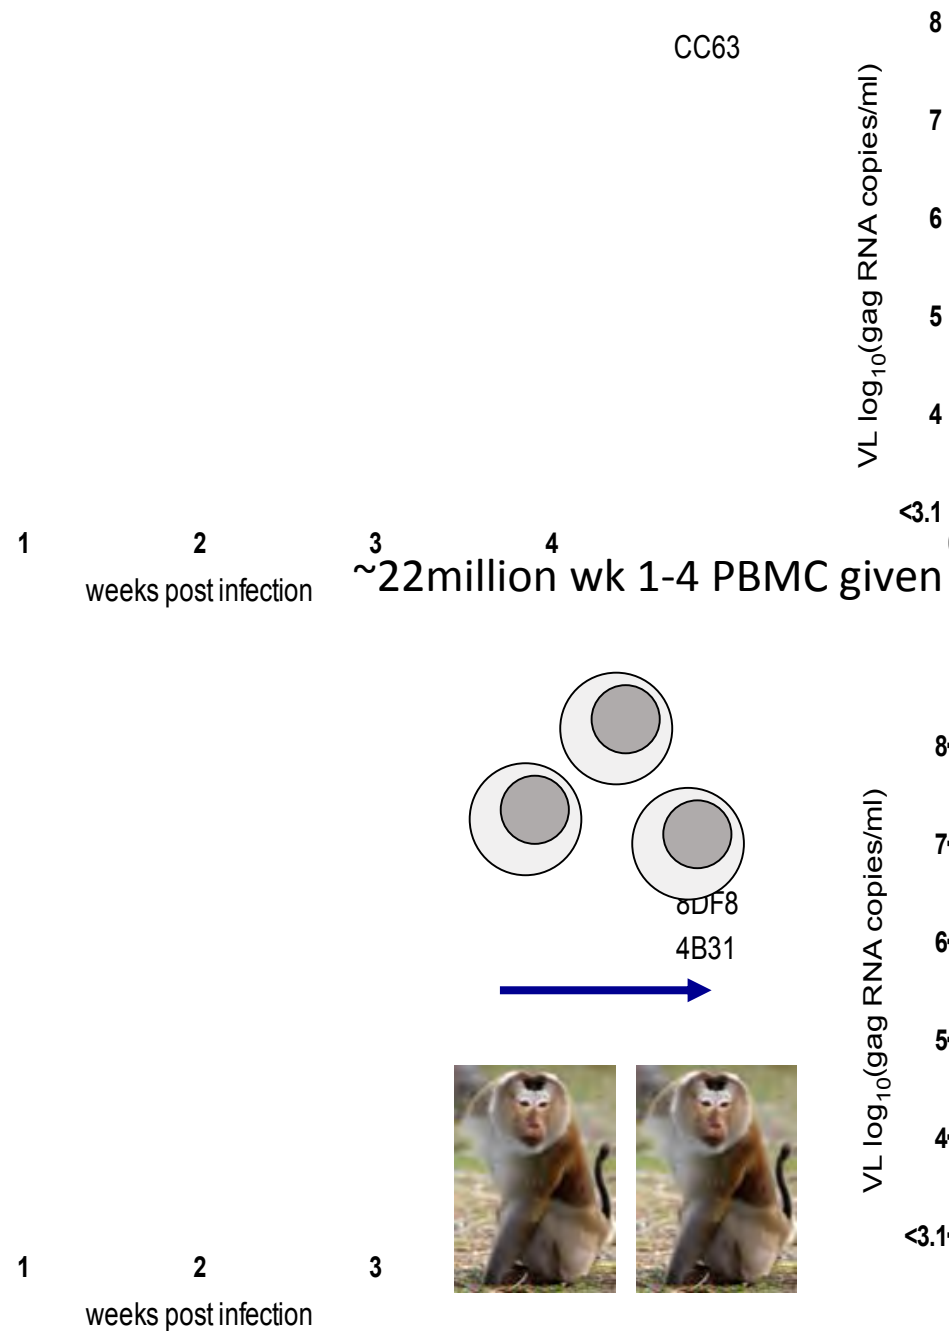 8
CC63
7
6
5
4
<3.1
VL log₁₀(gag RNA copies/ml)
1 2 3 4
weeks post infection
~22million wk 1-4 PBMC given
8
7
6
5
4
<3.1
VL log₁₀(gag RNA copies/ml)
8DF8
4B31
1 2 3
weeks post infection